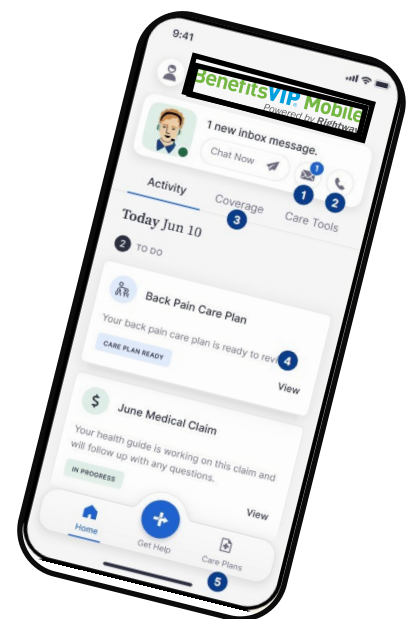 9:41
BenefitsVIP Mobile
Powered by Rightway
1 new inbox message.
Chat Now
1
1
2
Activity
Coverage
Care Tools
3
Today Jun 10
2 TO DO
Back Pain Care Plan
Your back pain care plan is ready to revi
4
CARE PLAN READY
View
$
June Medical Claim
Your health guide is working on this claim and
will follow up with any questions.
IN PROGRESS
View
Home
Get Help
Care Plans
5